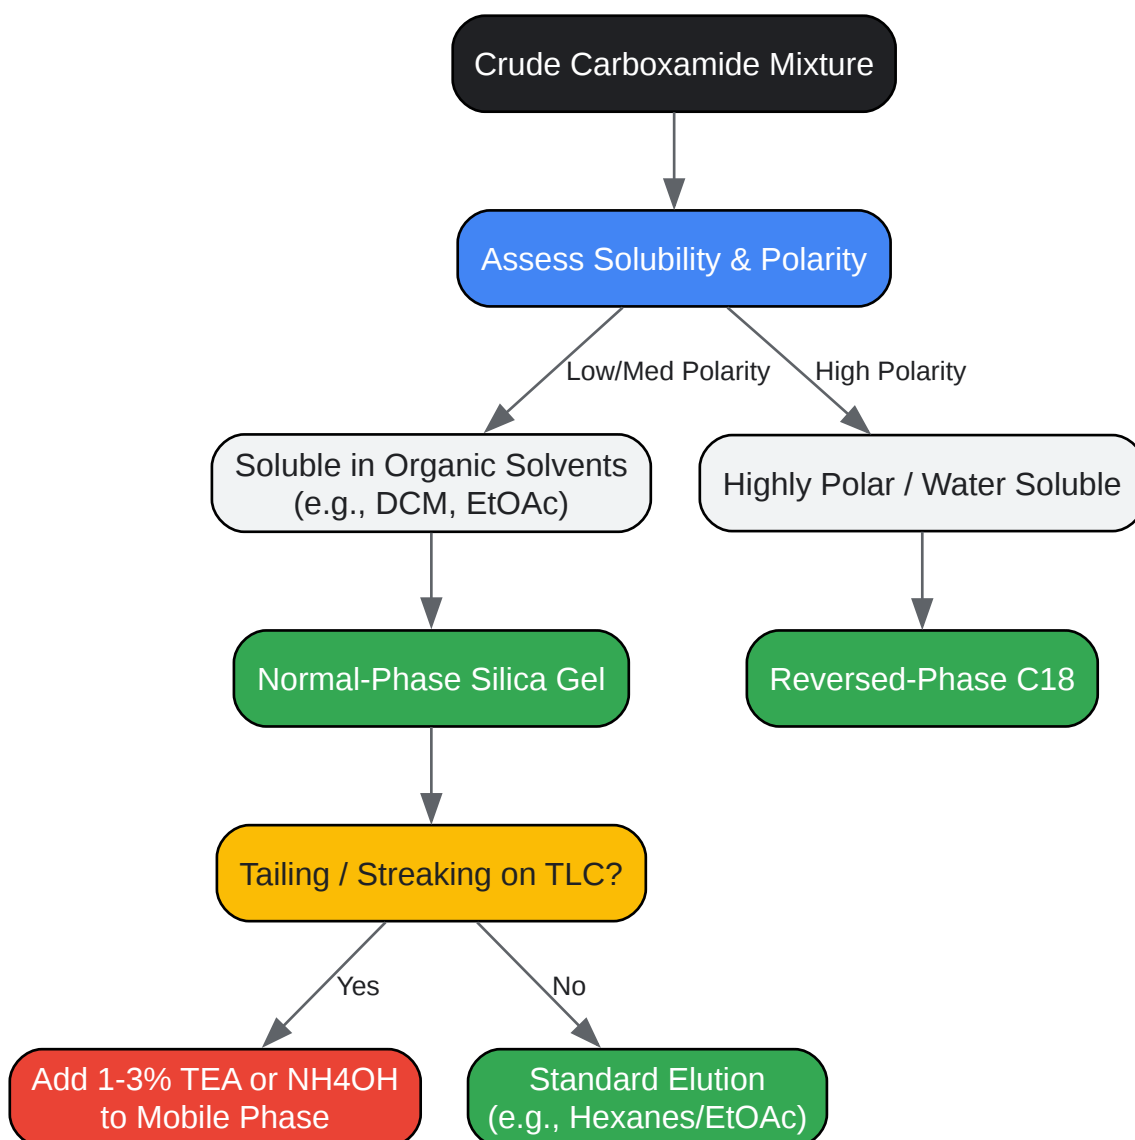 Crude Carboxamide Mixture
Assess Solubility & Polarity
Low/Med Polarity
High Polarity
Soluble in Organic Solvents
(e.g., DCM, EtOAc)
Highly Polar / Water Soluble
Normal-Phase Silica Gel
Reversed-Phase C18
Tailing / Streaking on TLC?
Yes
No
Add 1-3% TEA or NH4OH
to Mobile Phase
Standard Elution
(e.g., Hexanes/EtOAc)